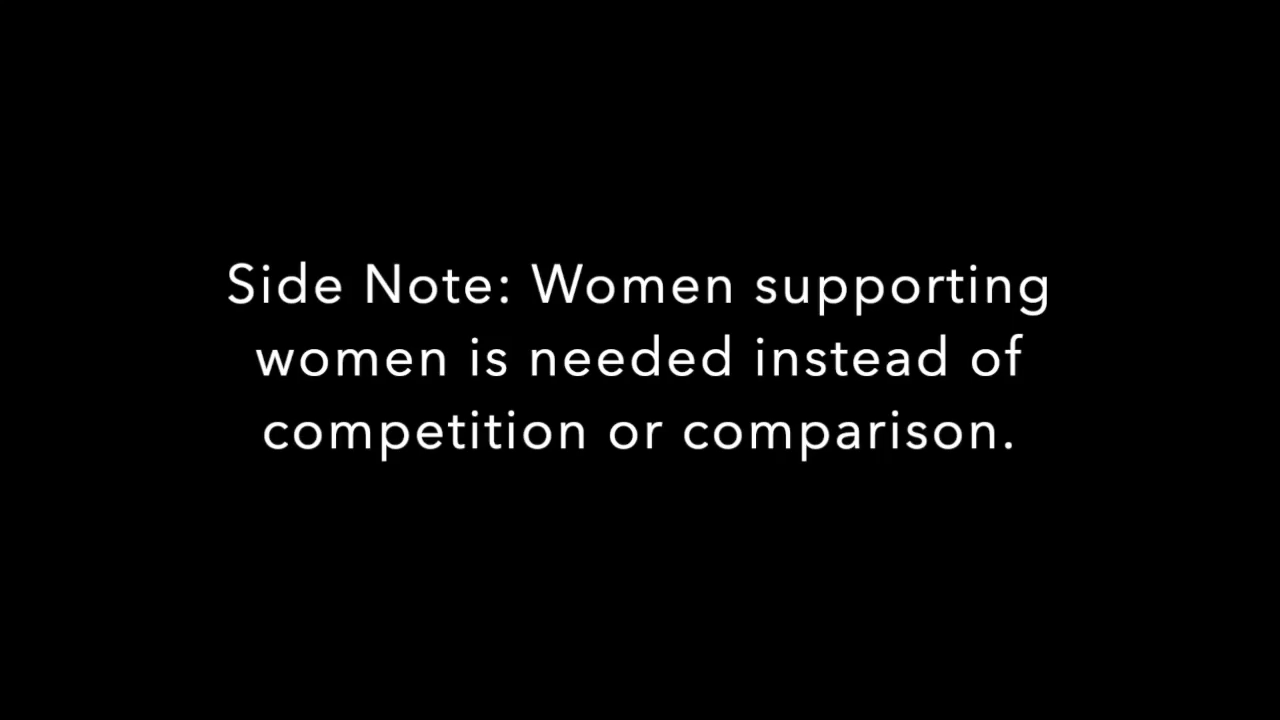 Side Note: Women supporting
women is needed instead of
competition or comparison.